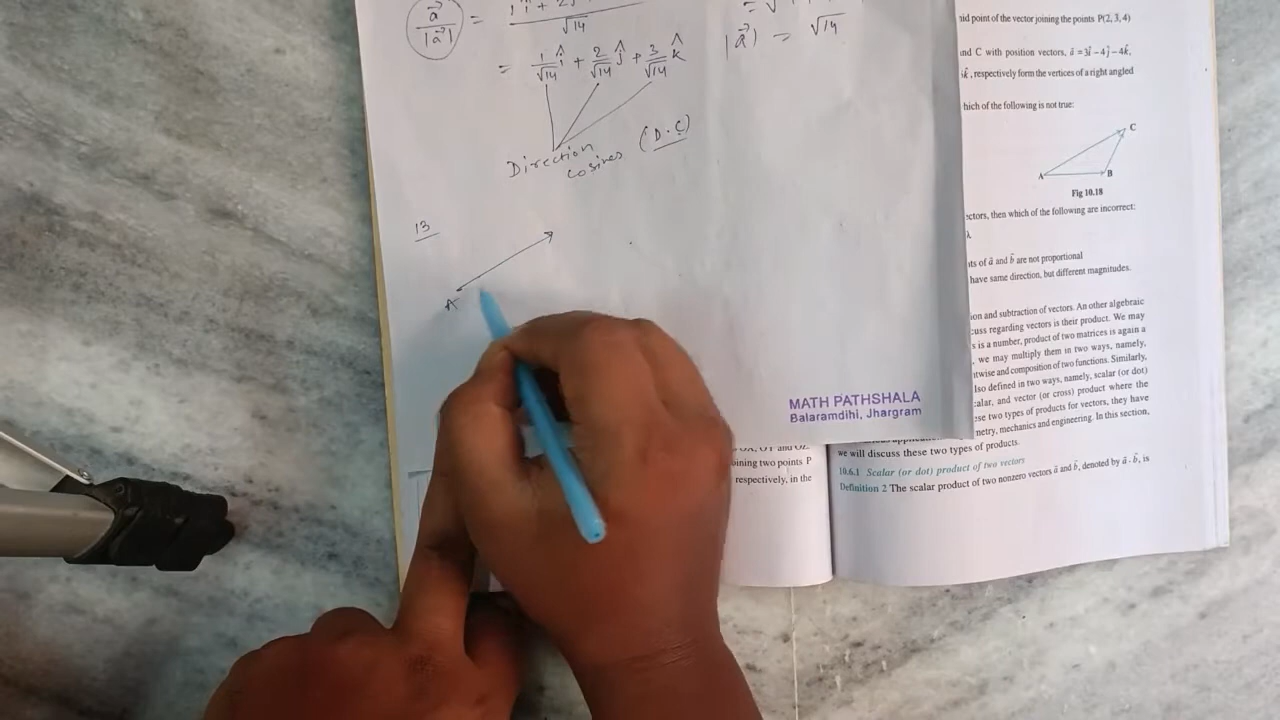 a⃗ / |a⃗| =
√14
|a⃗| = √14
= 1/√14 î + 2/√14 ĵ + 3/√14 k̂
Direction cosines (D.C)
13
A
MATH PATHSHALA
Balaramdihi, Jhargram
id point of the vector joining the points P(2, 3, 4)
nd C with position vectors, a⃗ = 3î – 4ĵ – 4k̂,
k̂, respectively form the vertices of a right angled
hich of the following is not true:
C
A B
Fig 10.18
ectors, then which of the following are incorrect:
λ
nts of a⃗ and b⃗ are not proportional
have same direction, but different magnitudes.
ion and subtraction of vectors. An other algebraic
cuss regarding vectors is their product. We may
s is a number, product of two matrices is again a
, we may multiply them in two ways, namely,
ntwise and composition of two functions. Similarly,
lso defined in two ways, namely, scalar (or dot)
calar, and vector (or cross) product where the
ese two types of products for vectors, they have
metry, mechanics and engineering. In this section,
we will discuss these two types of products.
10.6.1 Scalar (or dot) product of two vectors
Definition 2 The scalar product of two nonzero vectors a⃗ and b⃗, denoted by a⃗ · b⃗, is
OX, OY and OZ.
oining two points P
respectively, in the